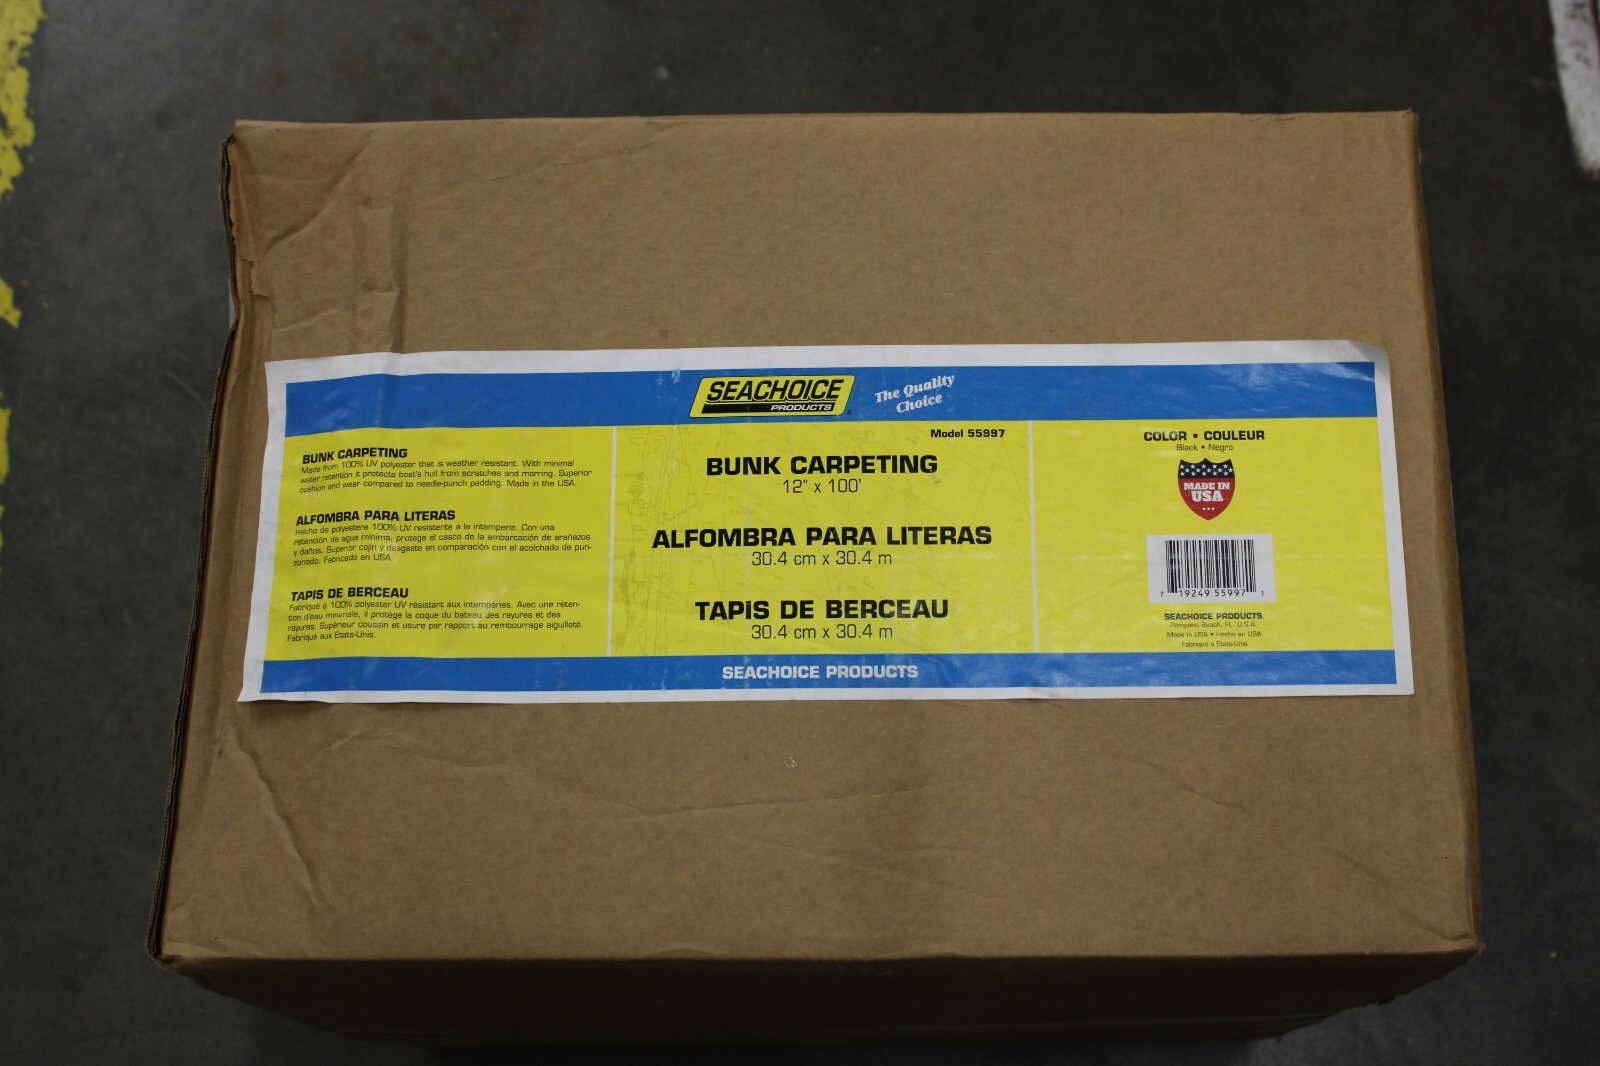 SEACHOICE
PRODUCTS
The Quality
Choice
BUNK CARPETING
Made from 100% UV polyester that is weather resistant. With minimal
water retention it protects boat's hull from scratches and marring. Superior
cushion and wear compared to needle-punch padding. Made in the USA.
ALFOMBRA PARA LITERAS
Hecho de polyestere 100% UV resistente a la intemperie. Con una
retención de agua mínima, protege el casco de la embarcación de arañazos
y daños. Superior cojín y desgaste en comparación con el acolchado de pun-
zonado. Fabricado en USA.
TAPIS DE BERCEAU
Fabriqué à 100% polyester UV résistant aux intempéries. Avec une réten-
tion d'eau minimale, il protège la coque du bateau des rayures et des
rayures. Supérieur coussin et usure par rapport au rembourrage aiguilleté.
Fabriqué aux Etats-Unis.
Model 55997
BUNK CARPETING
12" x 100'
ALFOMBRA PARA LITERAS
30.4 cm x 30.4 m
TAPIS DE BERCEAU
30.4 cm x 30.4 m
COLOR • COULEUR
Black • Negro
MADE IN
USA
7 19249 55997 1
SEACHOICE PRODUCTS
Pompano Beach, FL U.S.A.
Made in USA • Hecho en USA
Fabriqué a États-Unis
SEACHOICE PRODUCTS